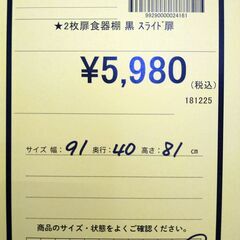 99290000024161
★2枚扉食器棚 黒 ｽﾗｲﾄﾞ扉
¥5,980
(税込)
181225
サイズ 幅: 91 奥行: 40 高さ: 81 cm
商品のサイズ・状態をよくご確認ください。